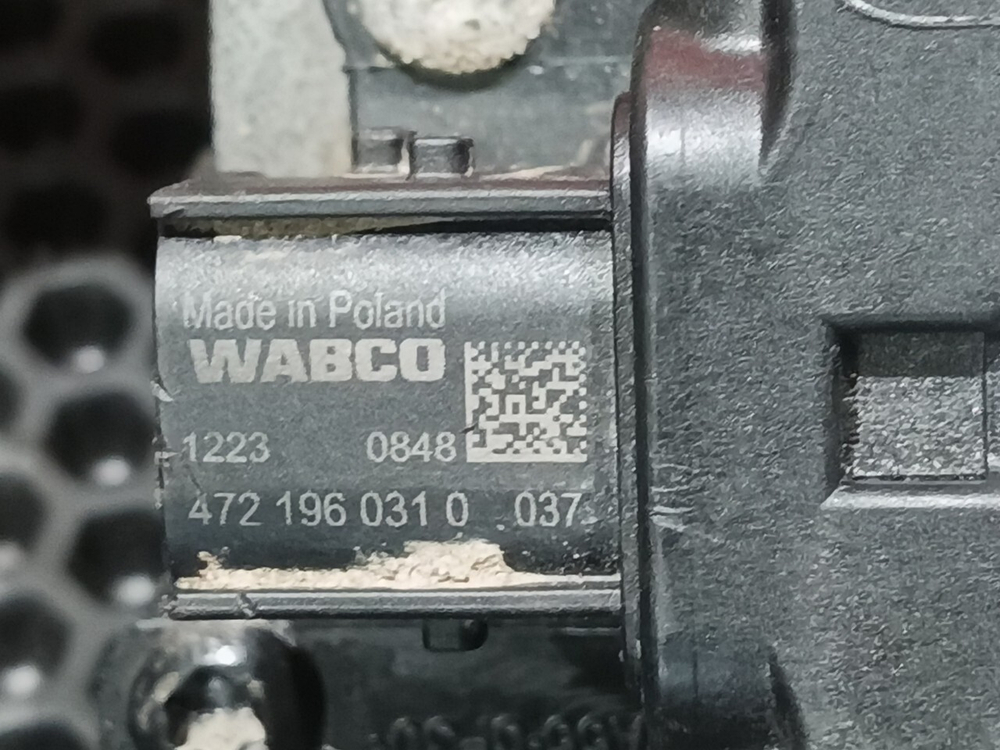 Made in Poland
WABCO
1223 0848
472 196 031 0 037